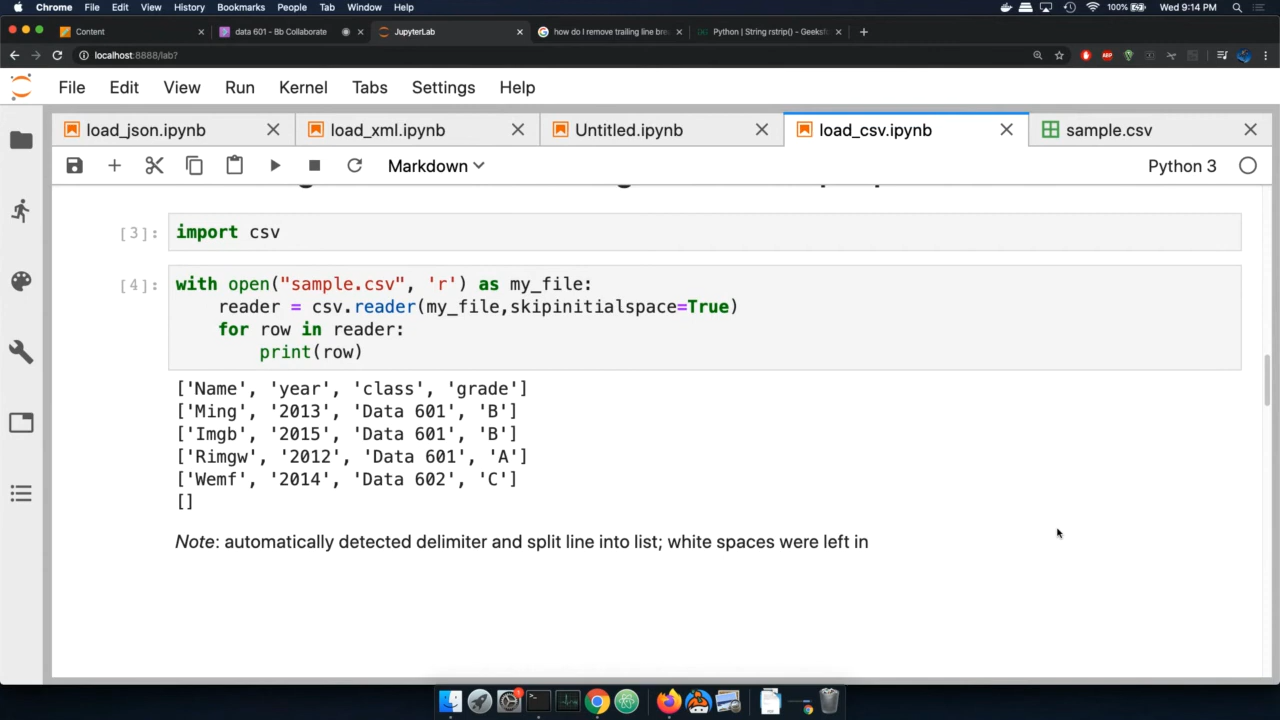 Chrome File Edit View History Bookmarks People Tab Window Help 100% Wed 9:14 PM
Content data 601 - Bb Collaborate JupyterLab how do I remove trailing line bre Python | String rstrip() - Geeksf
localhost:8888/lab?
File Edit View Run Kernel Tabs Settings Help
load_json.ipynb load_xml.ipynb Untitled.ipynb load_csv.ipynb sample.csv
Markdown Python 3
[3]: import csv
[4]: with open("sample.csv", 'r') as my_file:
reader = csv.reader(my_file,skipinitialspace=True)
for row in reader:
print(row)
['Name', 'year', 'class', 'grade']
['Ming', '2013', 'Data 601', 'B']
['Imgb', '2015', 'Data 601', 'B']
['Rimgw', '2012', 'Data 601', 'A']
['Wemf', '2014', 'Data 602', 'C']
[]
Note: automatically detected delimiter and split line into list; white spaces were left in